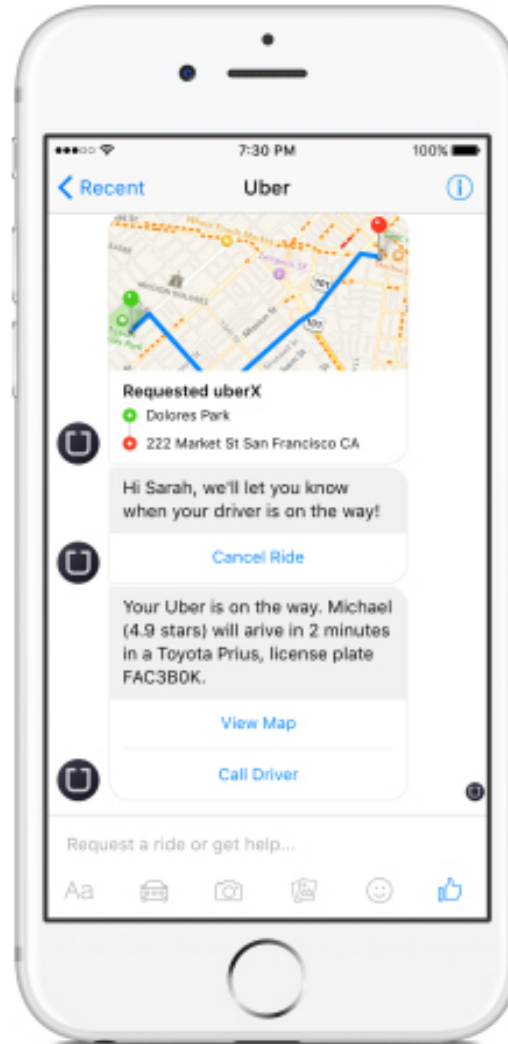 7:30 PM
100%
Recent
Uber
101
101
Requested uberX
Dolores Park
222 Market St San Francisco CA
Hi Sarah, we'll let you know
when your driver is on the way!
Cancel Ride
Your Uber is on the way. Michael
(4.9 stars) will arive in 2 minutes
in a Toyota Prius, license plate
FAC3B0K.
View Map
Call Driver
Request a ride or get help...
Aa